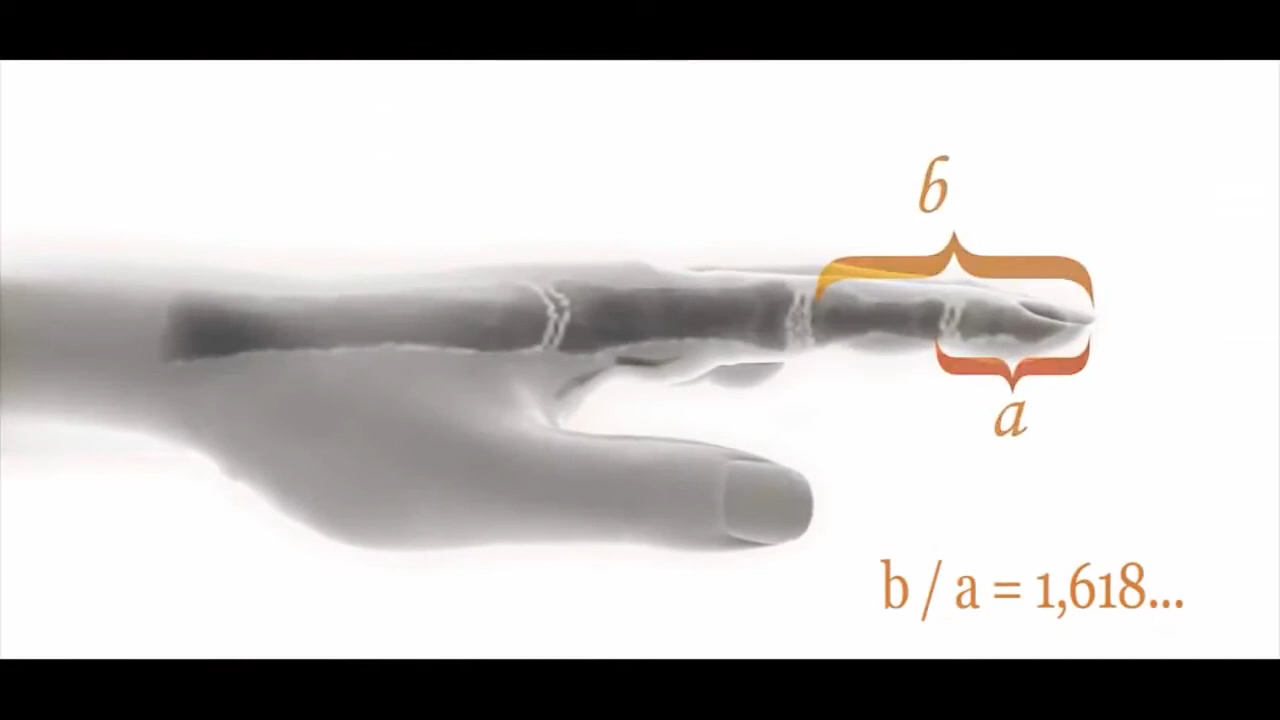 b
a
b / a = 1,618...